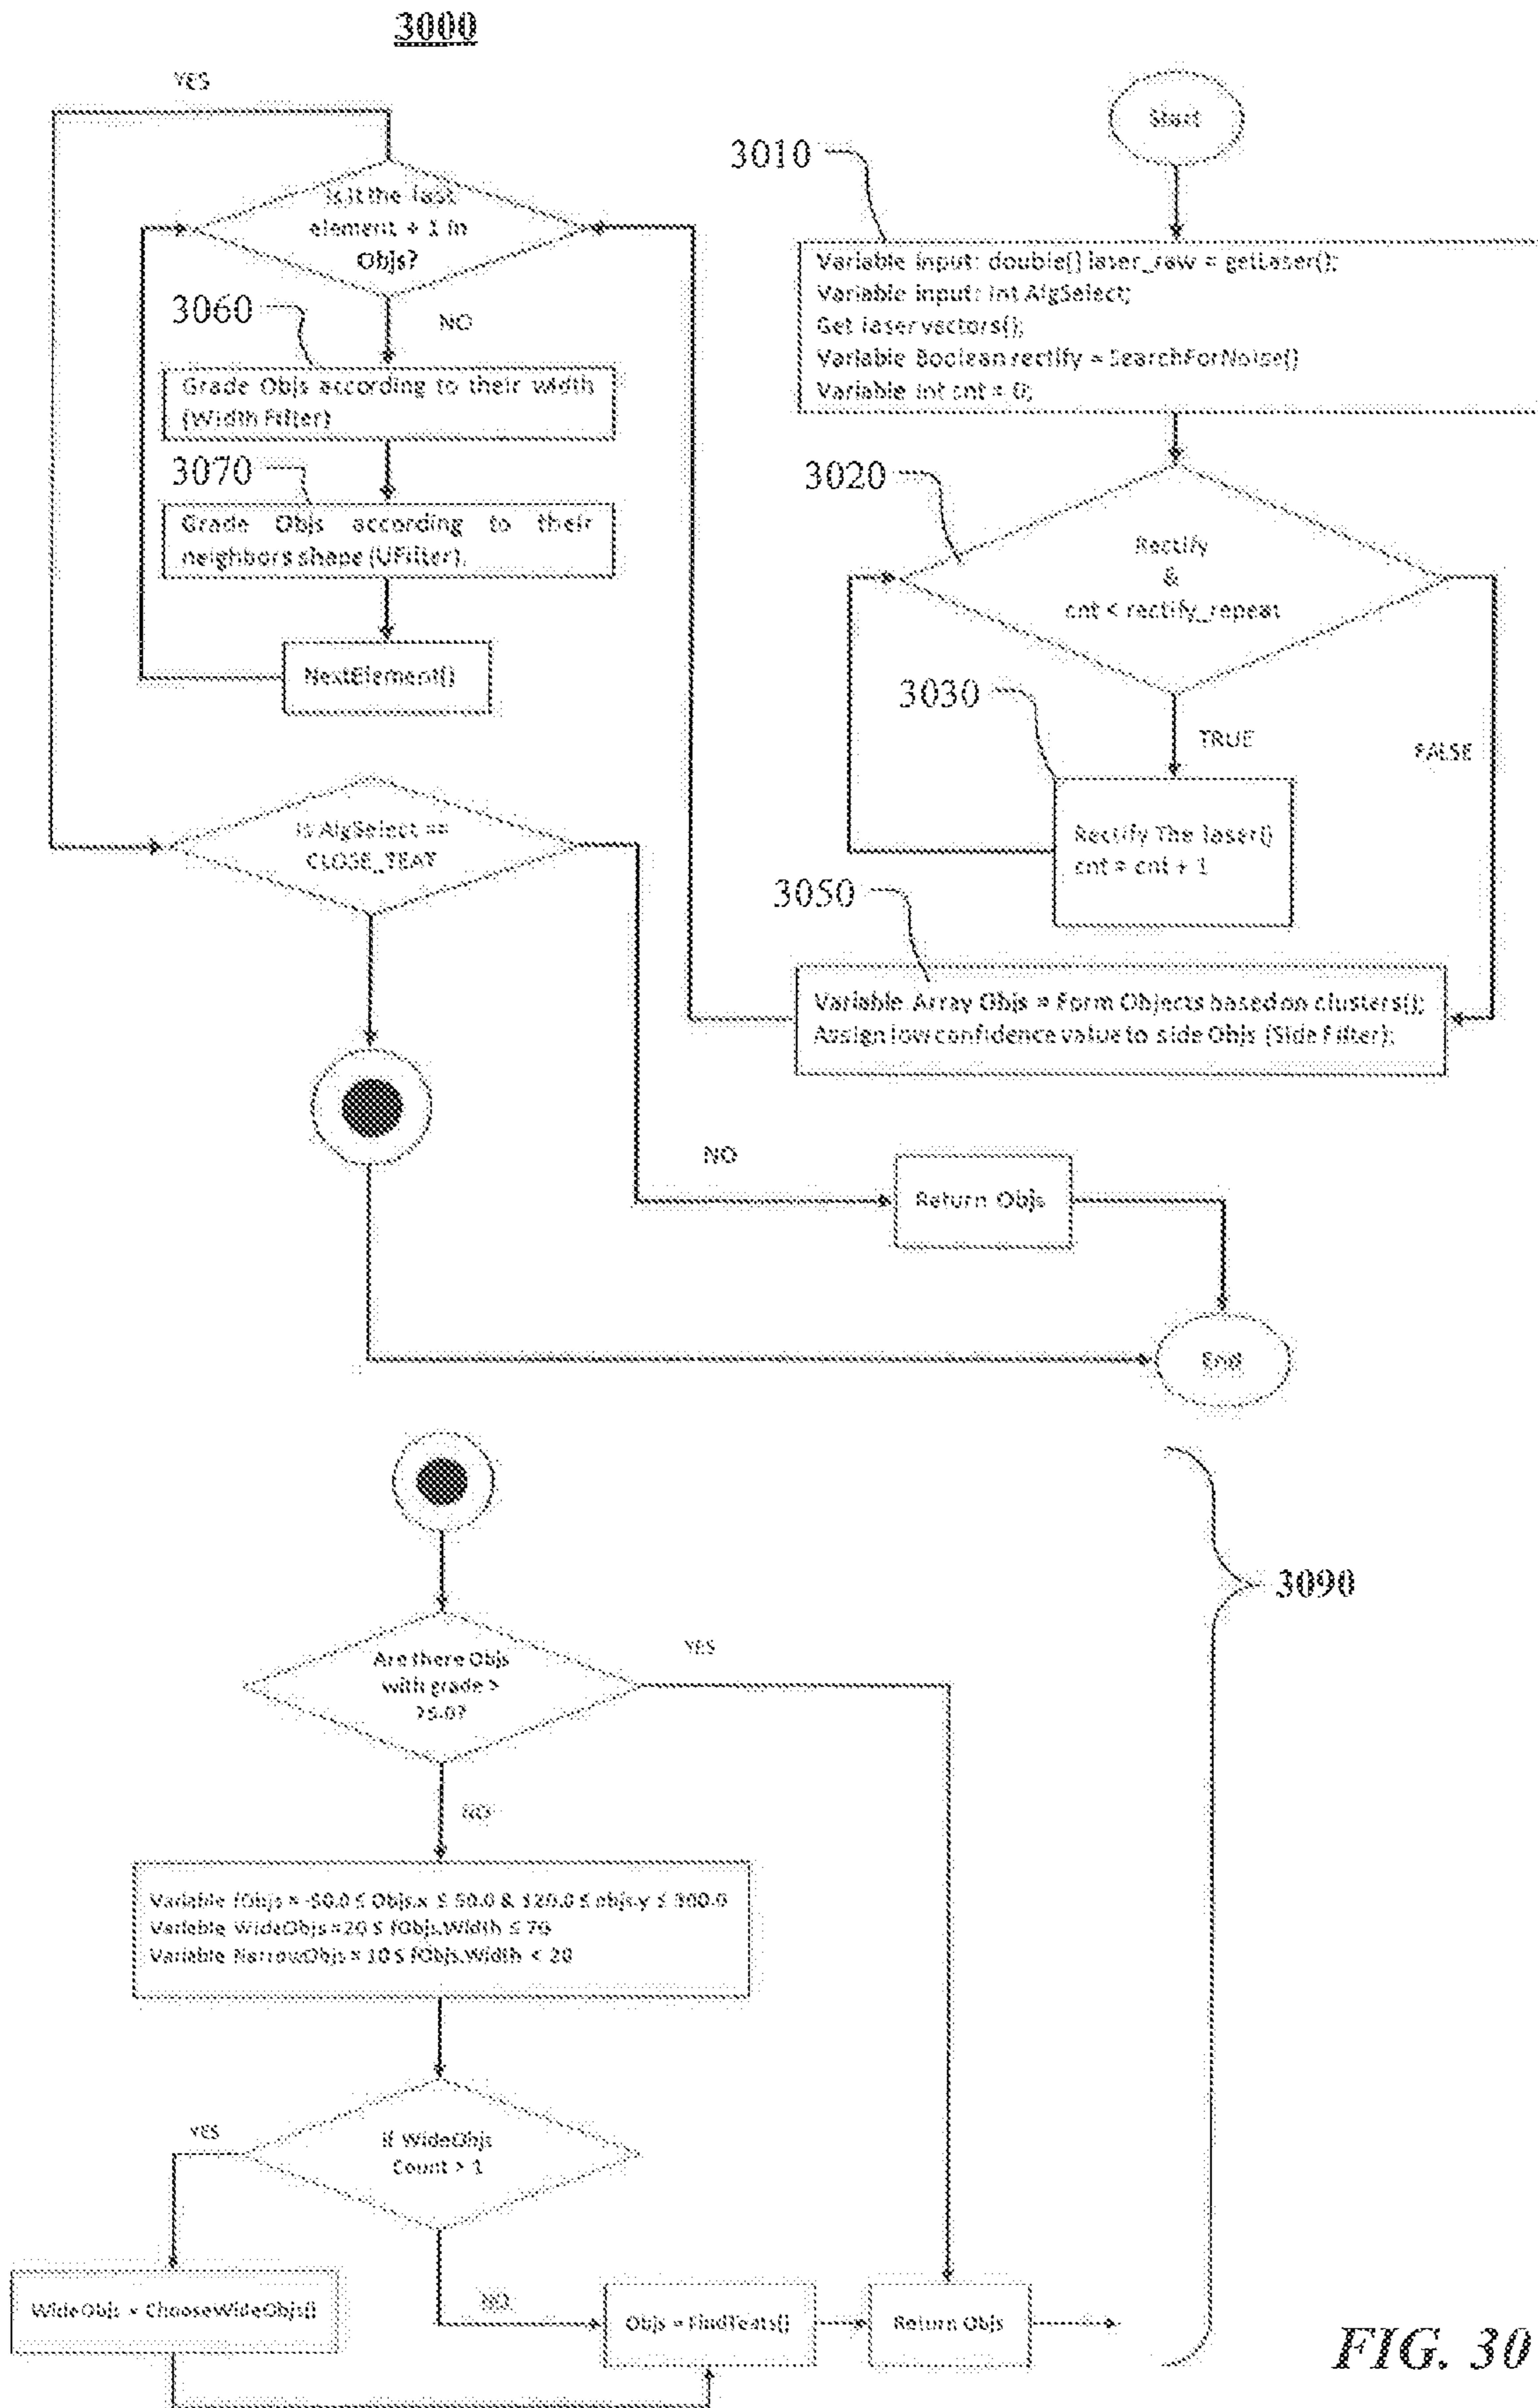 3000
YES
Is it the last
element + 1 in
Objs?
3060
NO
Grade Objs according to their width
(Width Filter)
3070
Grade Objs according to their
neighbors shape (UFilter).
NextElement()
Is AlgSelect ==
CLOSE_TEAT
Start
3010
Variable input: double[] laser_raw = getLaser();
Variable input: int AlgSelect;
Get laser vectors();
Variable Boolean rectify = SearchForNoise()
Variable int cnt = 0;
3020
Rectify
&
cnt < rectify_repeat
3030
TRUE
FALSE
Rectify The laser()
cnt = cnt + 1
3050
Variable Array Objs = Form Objects based on clusters();
Assign low confidence value to side Objs (Side Filter);
NO
Return Objs
End
3090
Are there Objs
with grade >
75.0?
YES
NO
Variable fObjs = -50.0 ≤ Objs.x ≤ 50.0 & 120.0 ≤ objs.y ≤ 300.0
Variable WideObjs =20 ≤ fObjs.Width ≤ 70
Variable NarrowObjs = 10 ≤ fObjs.Width < 20
YES
If WideObjs
Count > 1
WideObjs = ChooseWideObjs()
NO
Objs = FindTeats()
Return Objs
FIG. 30